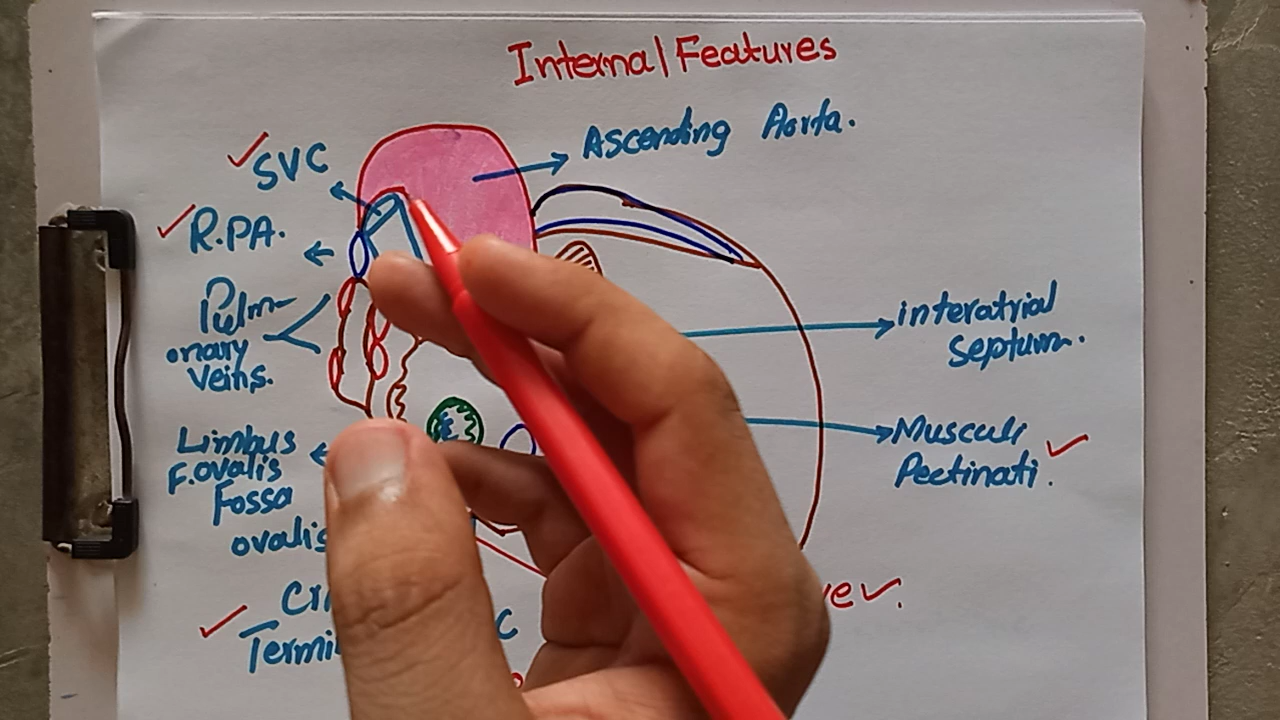 Internal Features
Ascending Aorta.
SVC
R.PA.
Pulm-
onary
Veins.
interatrial
septum.
Limbus
F.ovalis
Fossa
ovalis
Musculi
Pectinati.